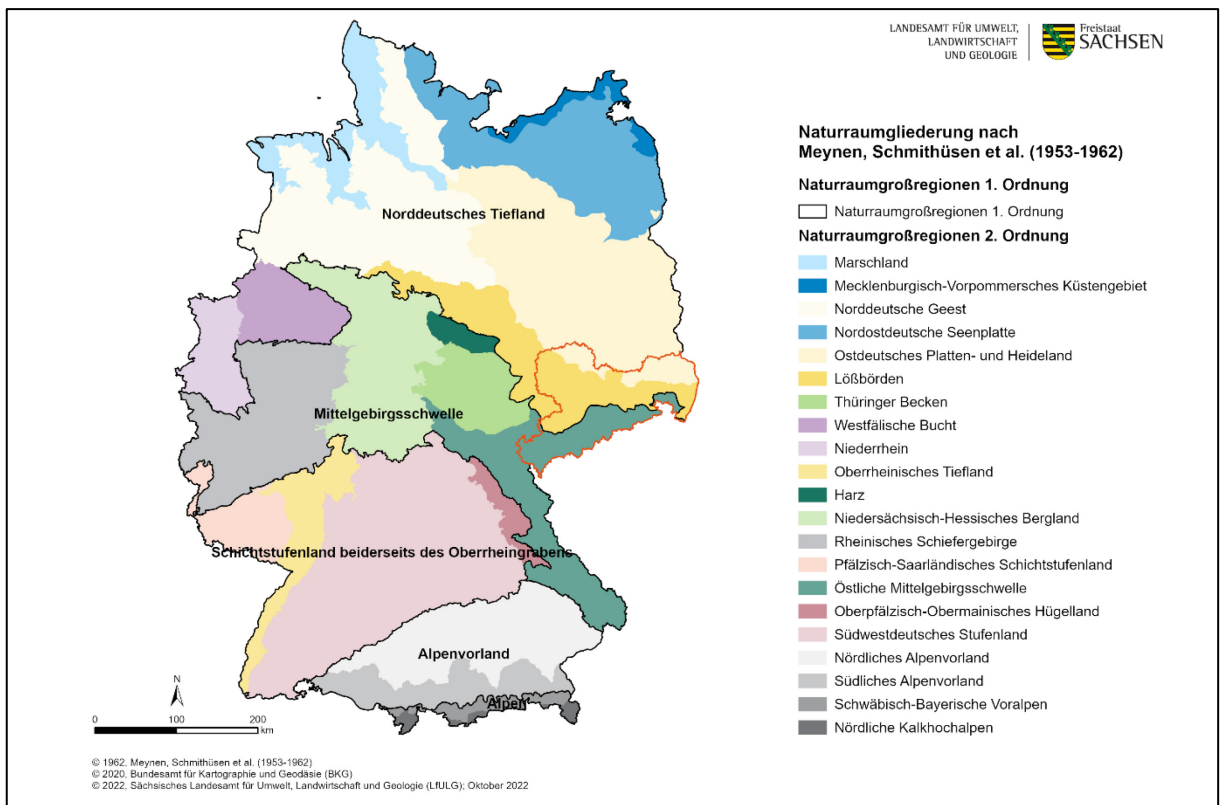 LANDESAMT FÜR UMWELT,
LANDWIRTSCHAFT
UND GEOLOGIE
Freistaat
SACHSEN
Naturraumgliederung nach
Meynen, Schmithüsen et al. (1953-1962)
Naturraumgroßregionen 1. Ordnung
Naturraumgroßregionen 1. Ordnung
Naturraumgroßregionen 2. Ordnung
Marschland
Mecklenburgisch-Vorpommersches Küstengebiet
Norddeutsche Geest
Nordostdeutsche Seenplatte
Ostdeutsches Platten- und Heideland
Lößbörden
Thüringer Becken
Westfälische Bucht
Niederrhein
Oberrheinisches Tiefland
Harz
Niedersächsisch-Hessisches Bergland
Rheinisches Schiefergebirge
Pfälzisch-Saarländisches Schichtstufenland
Östliche Mittelgebirgsschwelle
Oberpfälzisch-Obermainisches Hügelland
Südwestdeutsches Stufenland
Nördliches Alpenvorland
Südliches Alpenvorland
Schwäbisch-Bayerische Voralpen
Nördliche Kalkhochalpen
Norddeutsches Tiefland
Mittelgebirgsschwelle
Schichtstufenland beiderseits des Oberrheingrabens
Alpenvorland
Alpen
N
0 100 200
km
© 1962, Meynen, Schmithüsen et al. (1953-1962)
© 2020, Bundesamt für Kartographie und Geodäsie (BKG)
© 2022, Sächsisches Landesamt für Umwelt, Landwirtschaft und Geologie (LfULG); Oktober 2022